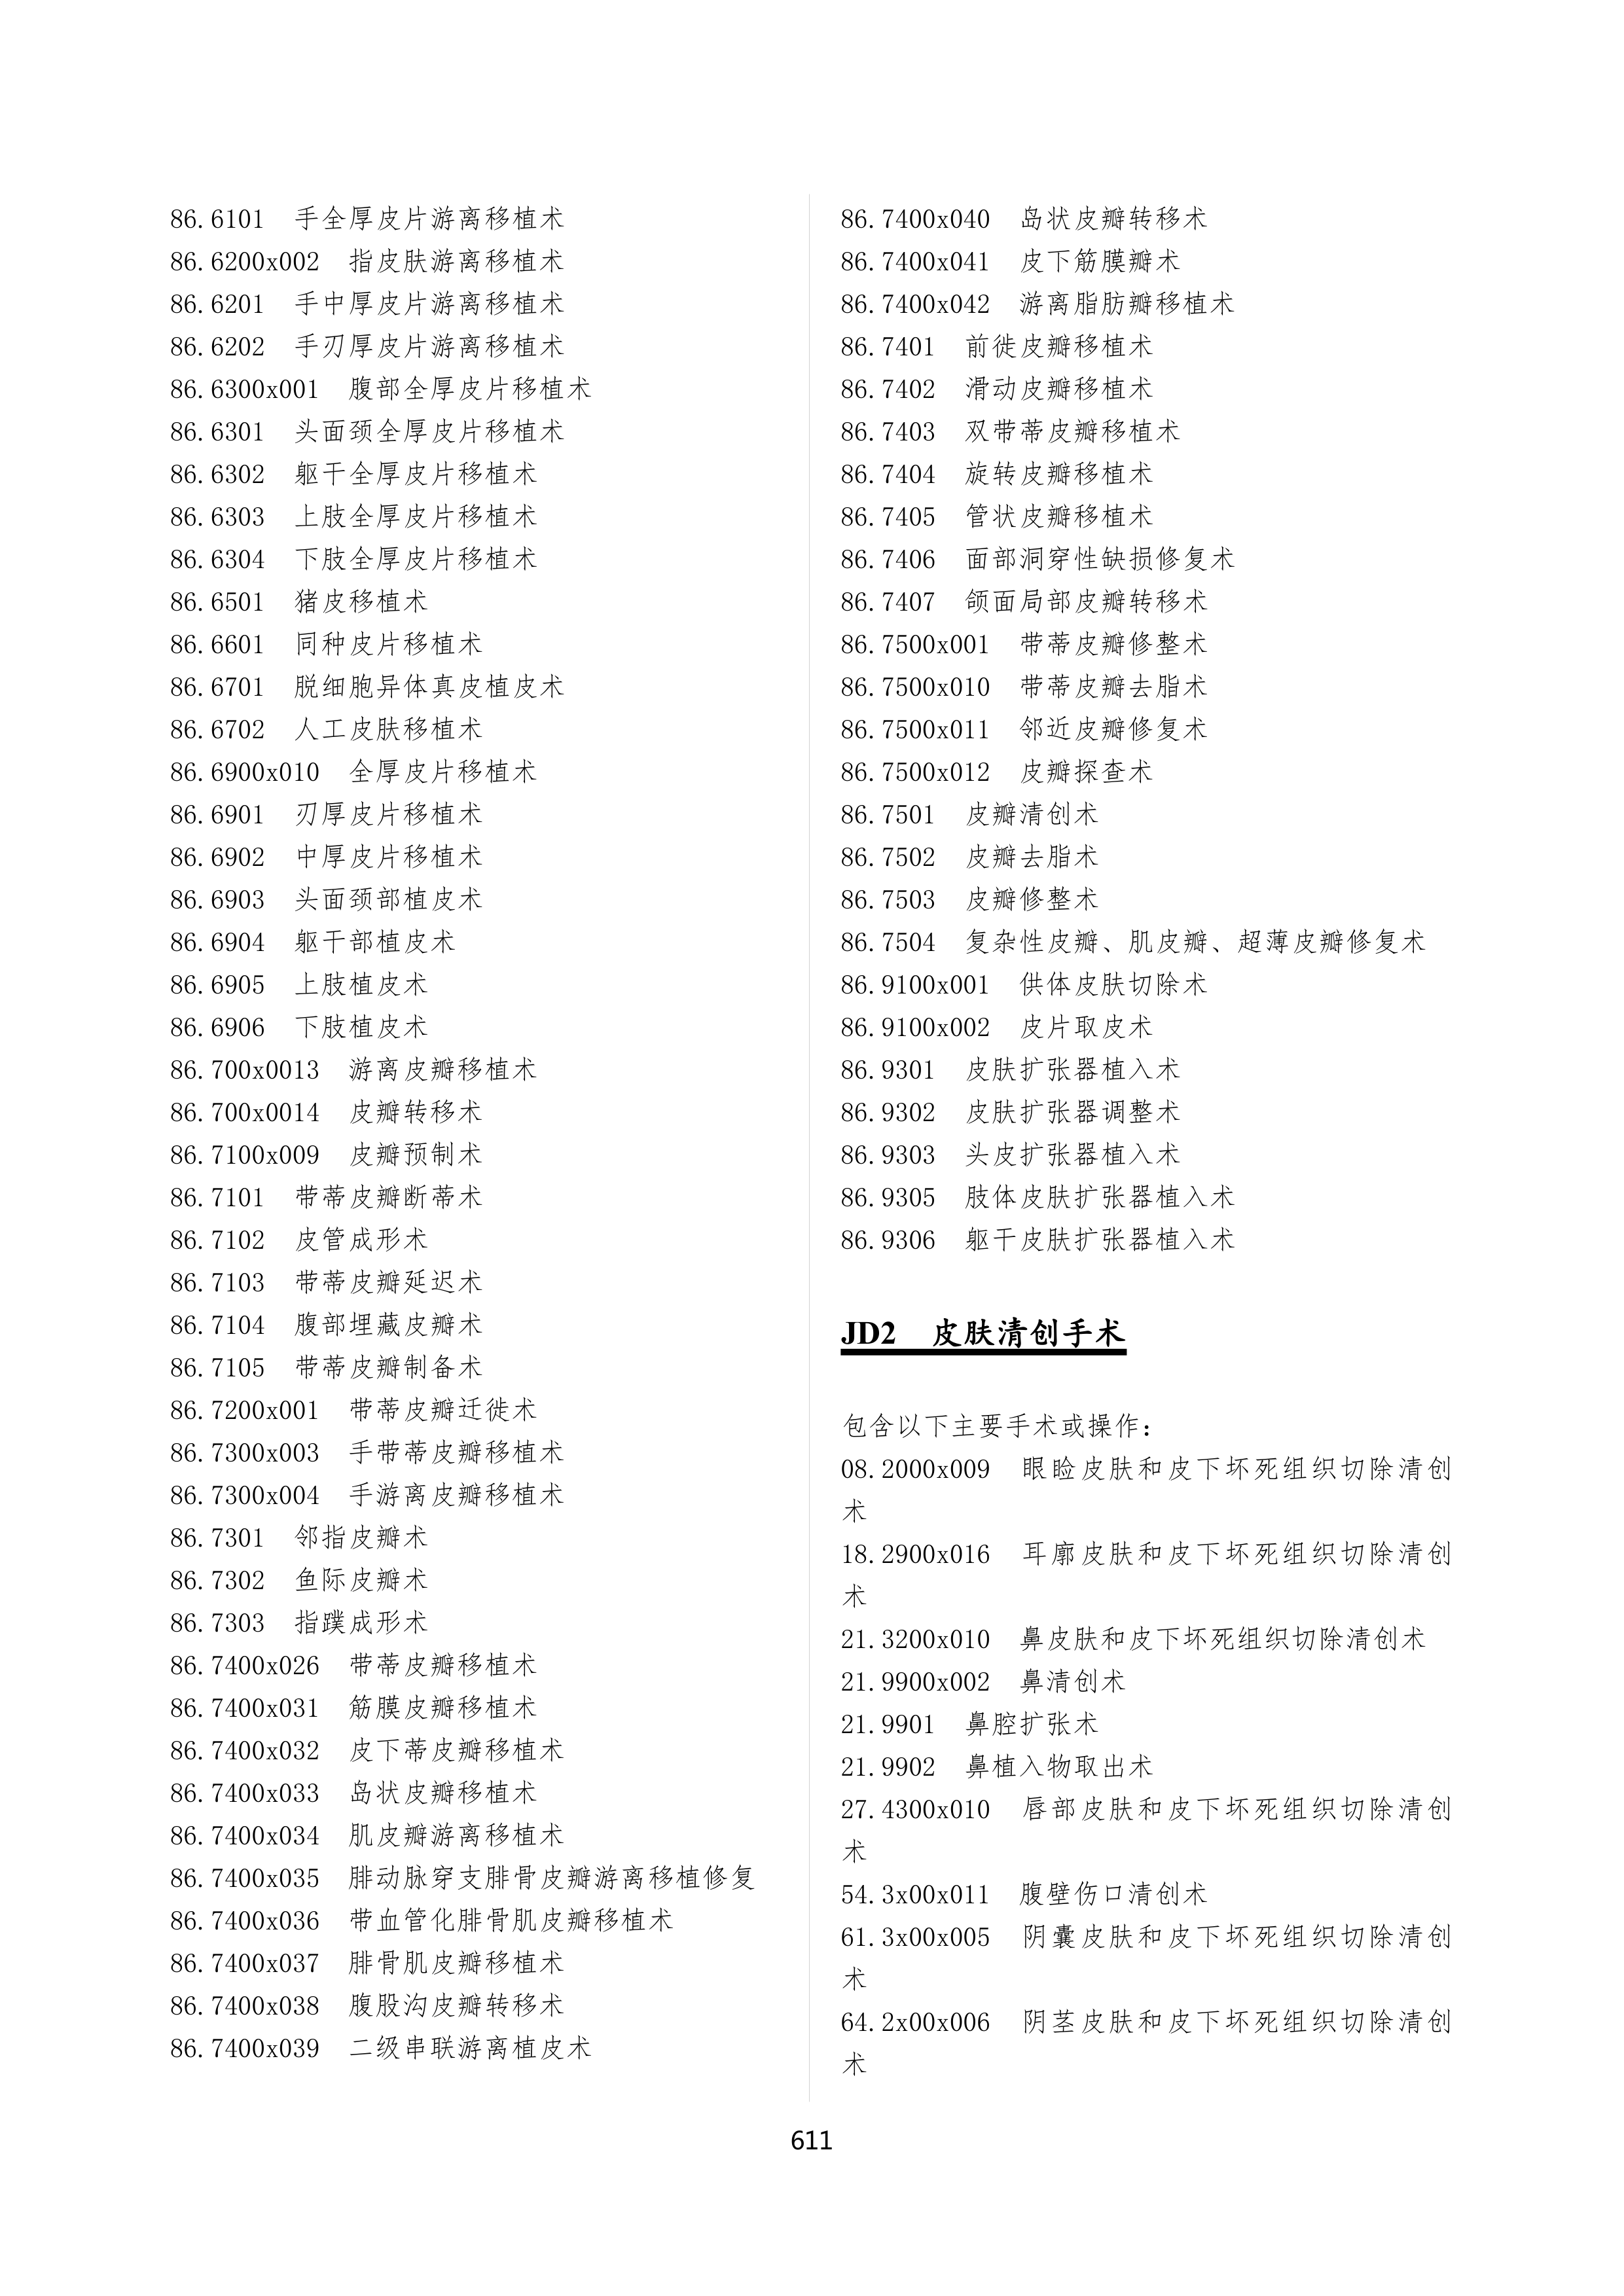 86.6101 手全厚皮片游离移植术
86.6200x002 指皮肤游离移植术
86.6201 手中厚皮片游离移植术
86.6202 手刃厚皮片游离移植术
86.6300x001 腹部全厚皮片移植术
86.6301 头面颈全厚皮片移植术
86.6302 躯干全厚皮片移植术
86.6303 上肢全厚皮片移植术
86.6304 下肢全厚皮片移植术
86.6501 猪皮移植术
86.6601 同种皮片移植术
86.6701 脱细胞异体真皮植皮术
86.6702 人工皮肤移植术
86.6900x010 全厚皮片移植术
86.6901 刃厚皮片移植术
86.6902 中厚皮片移植术
86.6903 头面颈部植皮术
86.6904 躯干部植皮术
86.6905 上肢植皮术
86.6906 下肢植皮术
86.700x0013 游离皮瓣移植术
86.700x0014 皮瓣转移术
86.7100x009 皮瓣预制术
86.7101 带蒂皮瓣断蒂术
86.7102 皮管成形术
86.7103 带蒂皮瓣延迟术
86.7104 腹部埋藏皮瓣术
86.7105 带蒂皮瓣制备术
86.7200x001 带蒂皮瓣迁徙术
86.7300x003 手带蒂皮瓣移植术
86.7300x004 手游离皮瓣移植术
86.7301 邻指皮瓣术
86.7302 鱼际皮瓣术
86.7303 指蹼成形术
86.7400x026 带蒂皮瓣移植术
86.7400x031 筋膜皮瓣移植术
86.7400x032 皮下蒂皮瓣移植术
86.7400x033 岛状皮瓣移植术
86.7400x034 肌皮瓣游离移植术
86.7400x035 腓动脉穿支腓骨皮瓣游离移植修复
86.7400x036 带血管化腓骨肌皮瓣移植术
86.7400x037 腓骨肌皮瓣移植术
86.7400x038 腹股沟皮瓣转移术
86.7400x039 二级串联游离植皮术
86.7400x040 岛状皮瓣转移术
86.7400x041 皮下筋膜瓣术
86.7400x042 游离脂肪瓣移植术
86.7401 前徙皮瓣移植术
86.7402 滑动皮瓣移植术
86.7403 双带蒂皮瓣移植术
86.7404 旋转皮瓣移植术
86.7405 管状皮瓣移植术
86.7406 面部洞穿性缺损修复术
86.7407 颌面局部皮瓣转移术
86.7500x001 带蒂皮瓣修整术
86.7500x010 带蒂皮瓣去脂术
86.7500x011 邻近皮瓣修复术
86.7500x012 皮瓣探查术
86.7501 皮瓣清创术
86.7502 皮瓣去脂术
86.7503 皮瓣修整术
86.7504 复杂性皮瓣、肌皮瓣、超薄皮瓣修复术
86.9100x001 供体皮肤切除术
86.9100x002 皮片取皮术
86.9301 皮肤扩张器植入术
86.9302 皮肤扩张器调整术
86.9303 头皮扩张器植入术
86.9305 肢体皮肤扩张器植入术
86.9306 躯干皮肤扩张器植入术
JD2 皮肤清创手术
包含以下主要手术或操作：
08.2000x009 眼睑皮肤和皮下坏死组织切除清创
术
18.2900x016 耳廓皮肤和皮下坏死组织切除清创
术
21.3200x010 鼻皮肤和皮下坏死组织切除清创术
21.9900x002 鼻清创术
21.9901 鼻腔扩张术
21.9902 鼻植入物取出术
27.4300x010 唇部皮肤和皮下坏死组织切除清创
术
54.3x00x011 腹壁伤口清创术
61.3x00x005 阴囊皮肤和皮下坏死组织切除清创
术
64.2x00x006 阴茎皮肤和皮下坏死组织切除清创
术
611